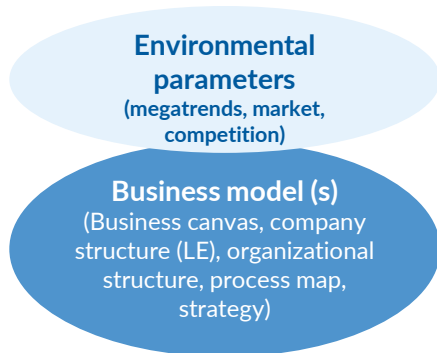 Environmental
parameters
(megatrends, market,
competition)
Business model (s)
(Business canvas, company
structure (LE), organizational
structure, process map,
strategy)